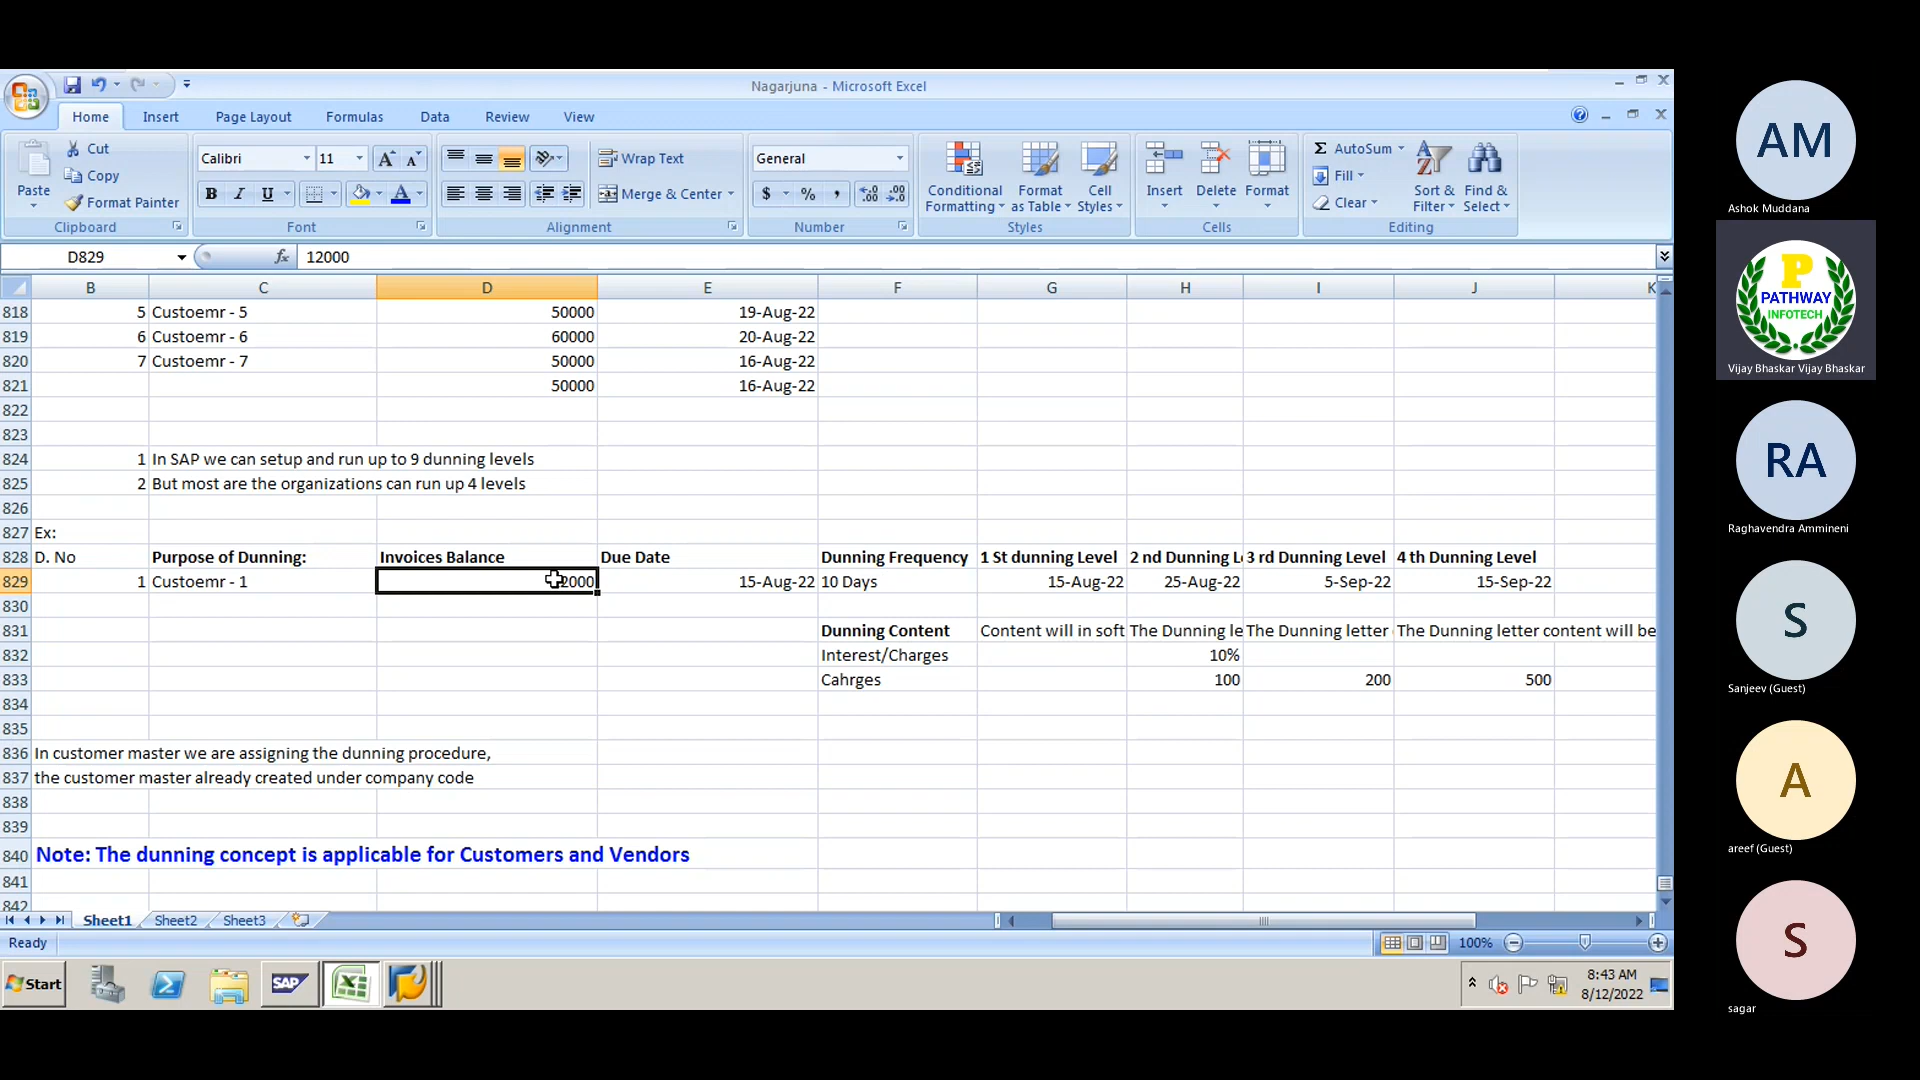 Nagarjuna - Microsoft Excel
Home Insert Page Layout Formulas Data Review View
Paste Cut Copy Format Painter Clipboard
Calibri 11 A A B I U A Font
Wrap Text Merge & Center Alignment
General $ % , Number
Conditional Formatting Format as Table Cell Styles Styles
Insert Delete Format Cells
Σ AutoSum Fill Clear Sort & Filter Find & Select Editing
D829 fx 12000
B C D E F G H I J K
818 5 Custoemr - 5 50000 19-Aug-22
819 6 Custoemr - 6 60000 20-Aug-22
820 7 Custoemr - 7 50000 16-Aug-22
821 50000 16-Aug-22
822
823
824 1 In SAP we can setup and run up to 9 dunning levels
825 2 But most are the organizations can run up 4 levels
826
827 Ex:
828 D. No Purpose of Dunning: Invoices Balance Due Date Dunning Frequency 1 St dunning Level 2 nd Dunning L 3 rd Dunning Level 4 th Dunning Level
829 1 Custoemr - 1 2000 15-Aug-22 10 Days 15-Aug-22 25-Aug-22 5-Sep-22 15-Sep-22
830
831 Dunning Content Content will in soft The Dunning le The Dunning letter The Dunning letter content will be
832 Interest/Charges 10%
833 Cahrges 100 200 500
834
835
836 In customer master we are assigning the dunning procedure,
837 the customer master already created under company code
838
839
840 Note: The dunning concept is applicable for Customers and Vendors
841
842
Sheet1 Sheet2 Sheet3
Ready 100%
Start SAP 8:43 AM
8/12/2022
AM
Ashok Muddana
P
PATHWAY
INFOTECH
Vijay Bhaskar Vijay Bhaskar
RA
Raghavendra Ammineni
S
Sanjeev (Guest)
A
areef (Guest)
S
sagar